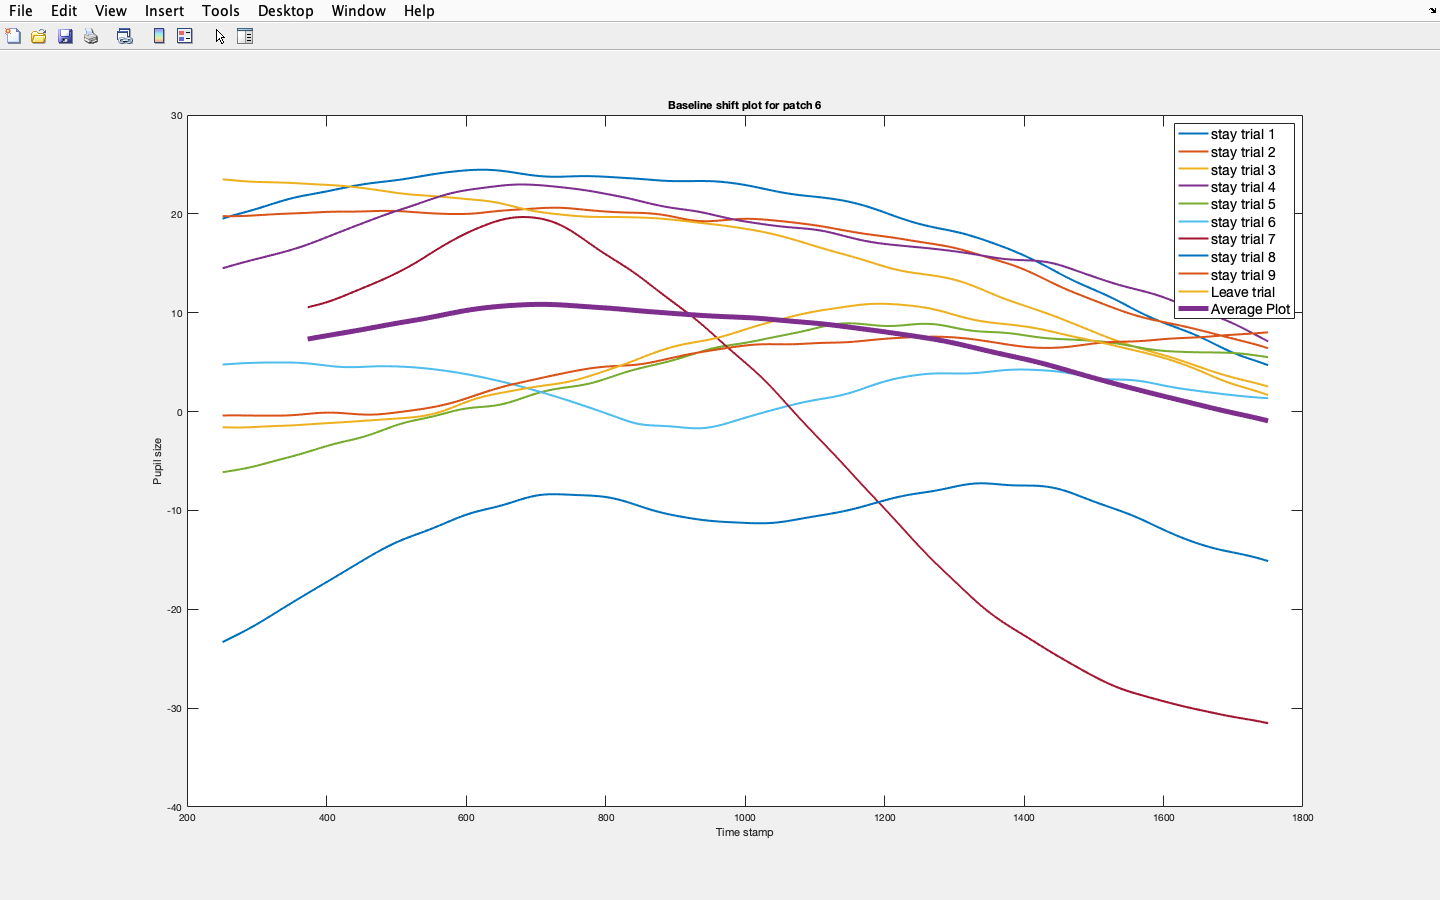 File Edit View Insert Tools Desktop Window Help
Baseline shift plot for patch 6
30
20
10
0
-10
-20
-30
-40
Pupil size
200 400 600 800 1000 1200 1400 1600 1800
Time stamp
stay trial 1
stay trial 2
stay trial 3
stay trial 4
stay trial 5
stay trial 6
stay trial 7
stay trial 8
stay trial 9
Leave trial
Average Plot